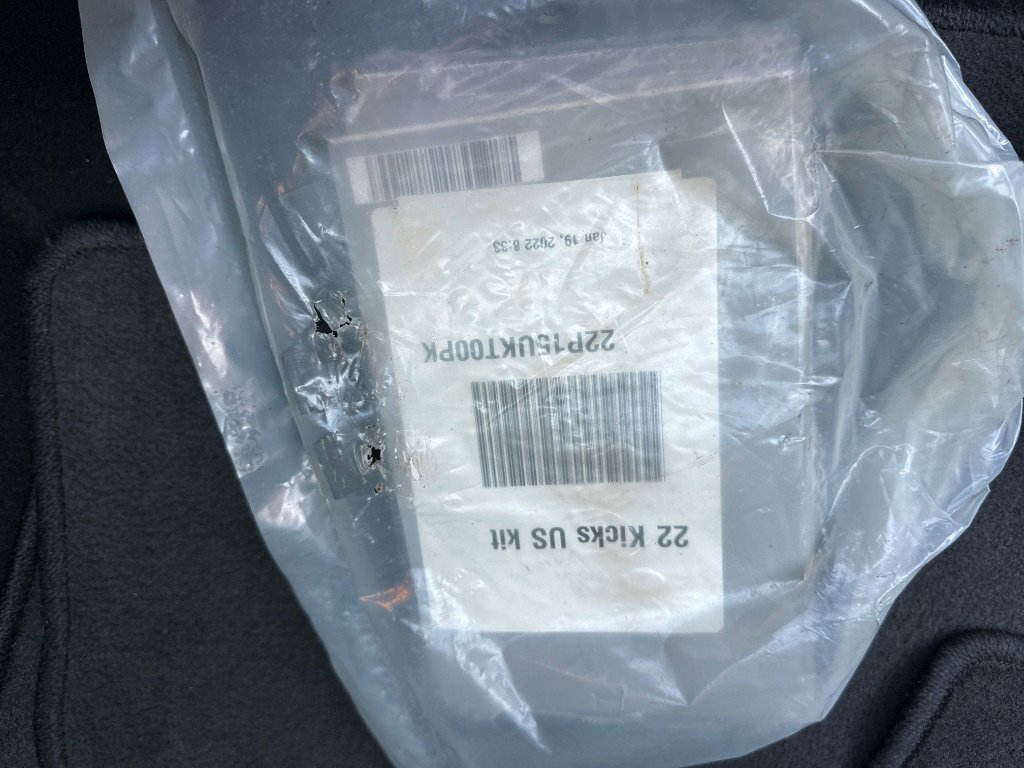 22 Kicks US kit
22P15UKT00PK
Jan 19, 2022 8:33